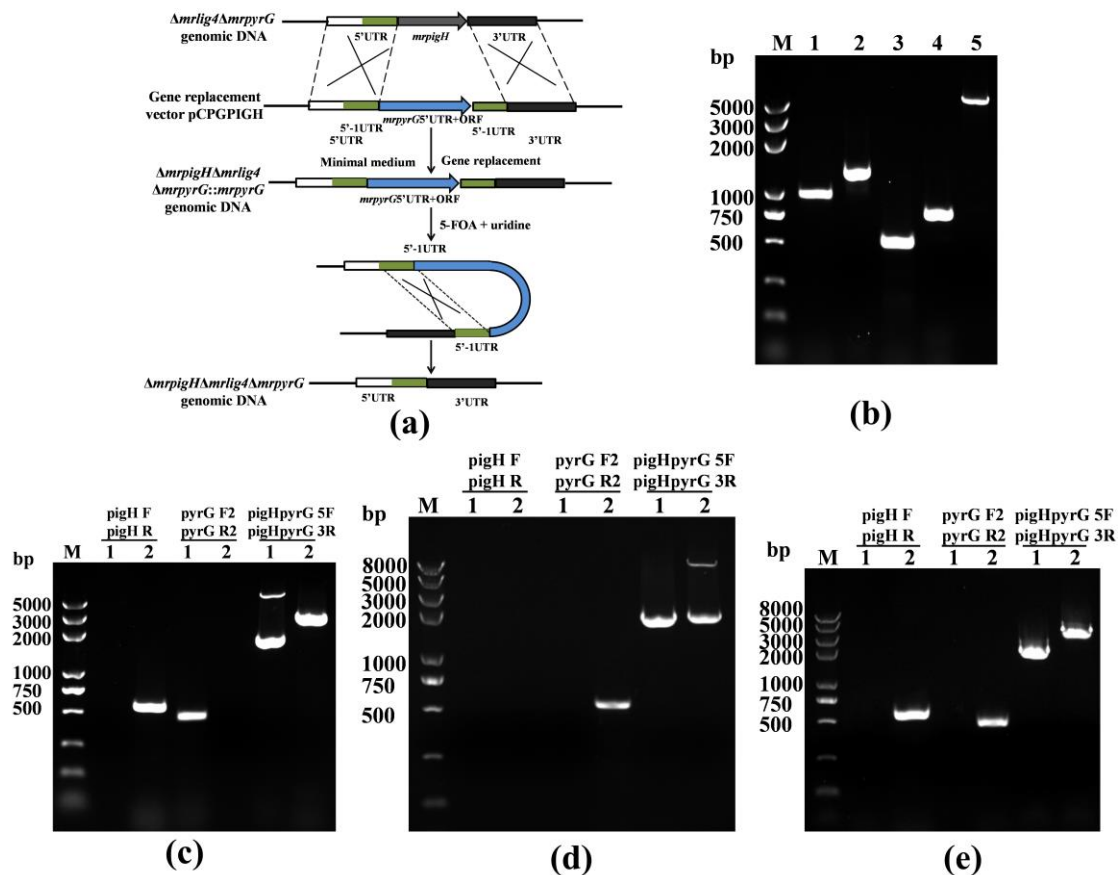 Δmrligꞏ4ΔmrpyrG
genomic DNA
5'UTR
mrpigH
3'UTR
Gene replacement
vector pCPGPIGH
5'-1UTR
5'UTR
mrpyrG5'UTR+ORF
5'-1UTR
3'UTR
Minimal medium
Gene replacement
ΔmrpigHΔmrlig4
ΔmrpyrG::mrpyrG
genomic DNA
mrpyrG5'UTR+ORF
5-FOA + uridine
5'-1UTR
5'-1UTR
ΔmrpigHΔmrlig4ΔmrpyrG
genomic DNA
5'UTR
3'UTR
(a)
M 1 2 3 4 5
bp
5000
3000
2000
1000
750
500
(b)
pigH F pyrG F2 pigHpyrG 5F
pigH R pyrG R2 pigHpyrG 3R
bp
M 1 2 1 2 1 2
5000
3000
2000
1000
750
500
(c)
pigH F pyrG F2 pigHpyrG 5F
pigH R pyrG R2 pigHpyrG 3R
M 1 2 1 2 1 2
bp
8000
5000
3000
2000
1000
750
500
(d)
pigH F pyrG F2 pigHpyrG 5F
pigH R pyrG R2 pigHpyrG 3R
bp
M 1 2 1 2 1 2
8000
5000
3000
2000
1000
750
500
(e)